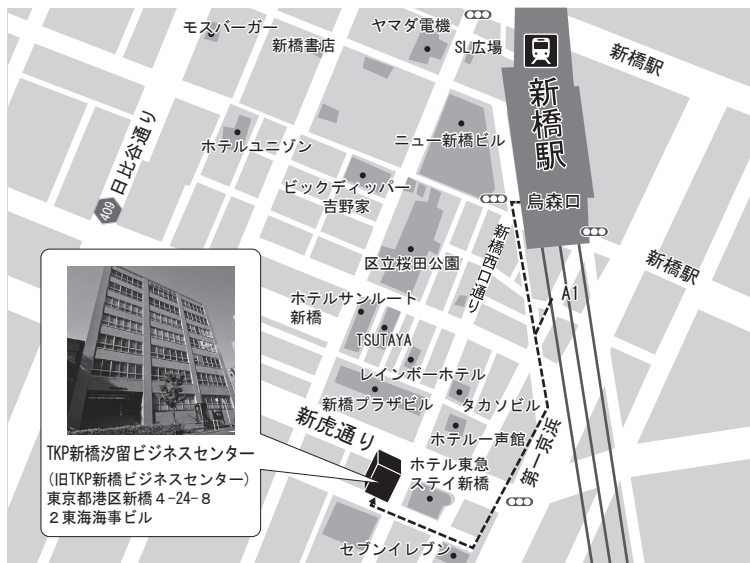 モスバーガー
新橋書店
ヤマダ電機
SL広場
新橋駅
新橋駅
日比谷通り
409
ホテルユニゾン
ニュー新橋ビル
ビックディッパー
吉野家
烏森口
新橋西口通り
新橋駅
区立桜田公園
A1
ホテルサンルート
新橋
TSUTAYA
レインボーホテル
新橋プラザビル
タカソビル
新虎通り
ホテル一声館
第一京浜
ホテル東急
ステイ新橋
セブンイレブン
TKP新橋汐留ビジネスセンター
(旧TKP新橋ビジネスセンター)
東京都港区新橋４-24-８
２東海海事ビル